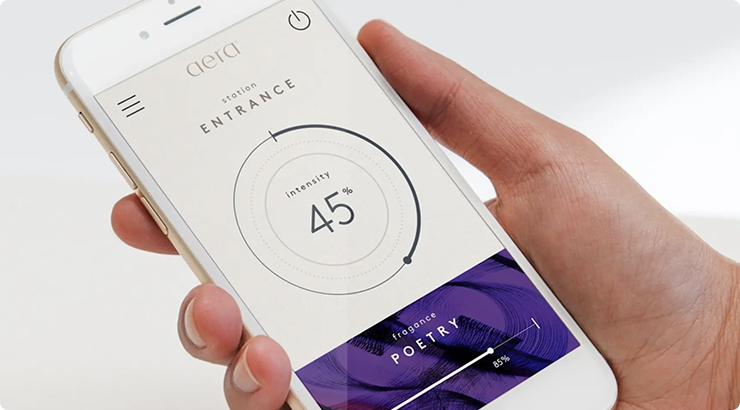 aera
station
ENTRANCE
intensity
45%
fragance
POETRY
85%